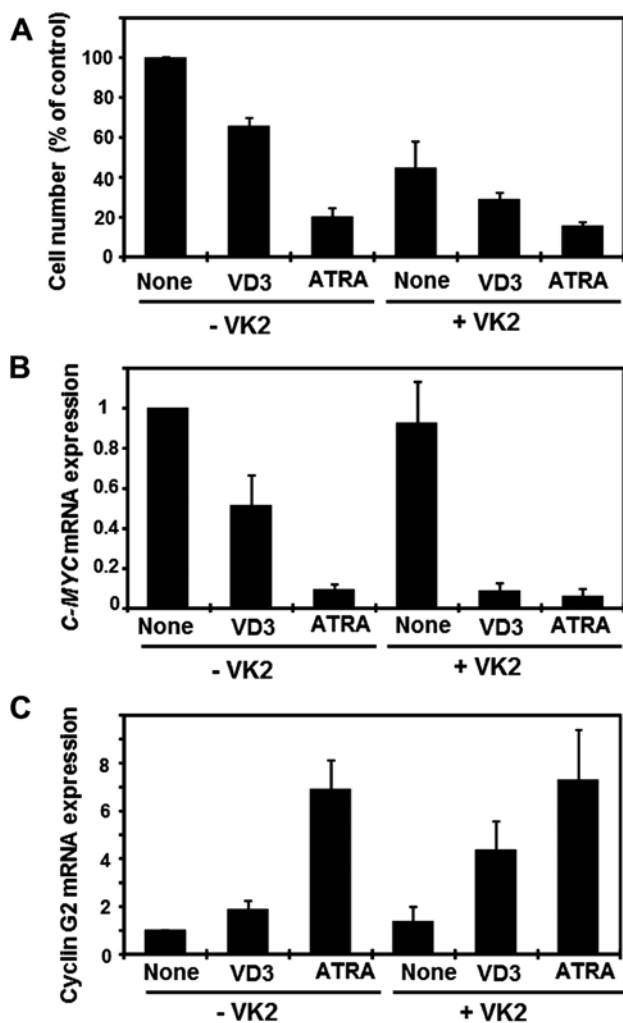 A
Cell number (% of control)
100
80
60
40
20
0
None VD3 ATRA None VD3 ATRA
- VK2 + VK2
B
C-MYC mRNA expression
1
0.8
0.6
0.4
0.2
0
None VD3 ATRA None VD3 ATRA
- VK2 + VK2
C
Cyclin G2 mRNA expression
8
6
4
2
0
None VD3 ATRA None VD3 ATRA
- VK2 + VK2